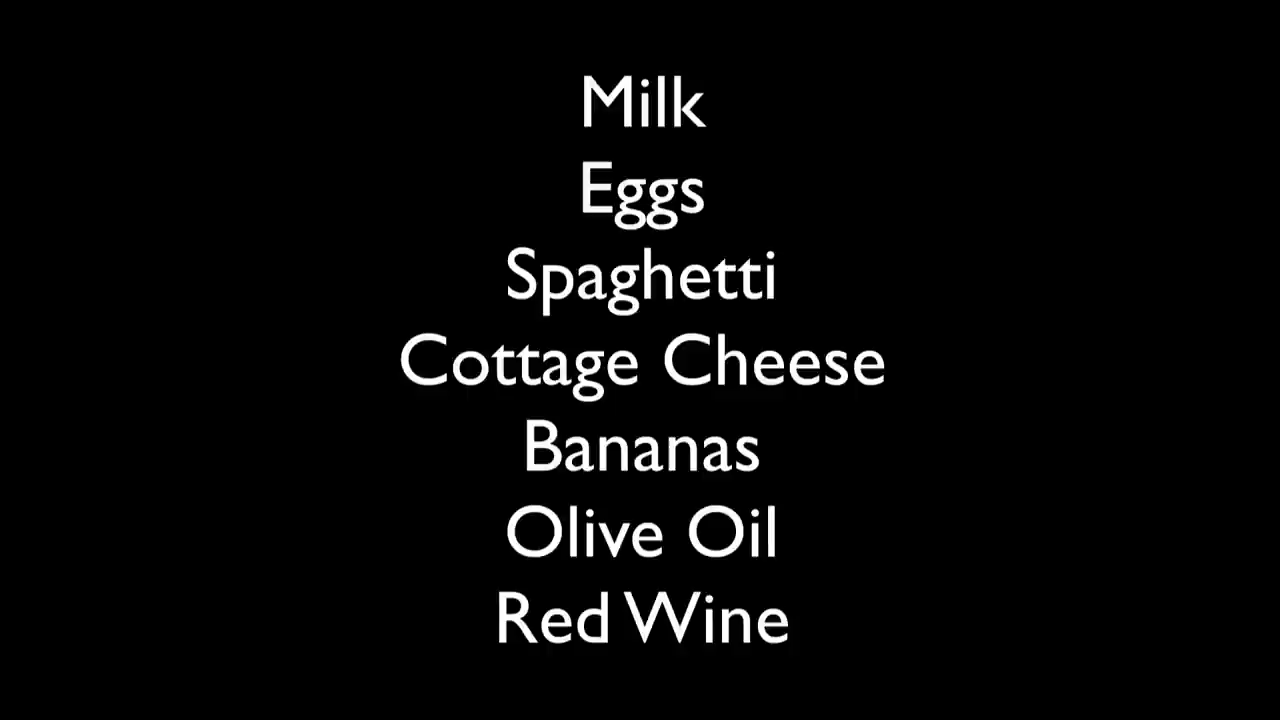 Milk
Eggs
Spaghetti
Cottage Cheese
Bananas
Olive Oil
Red Wine